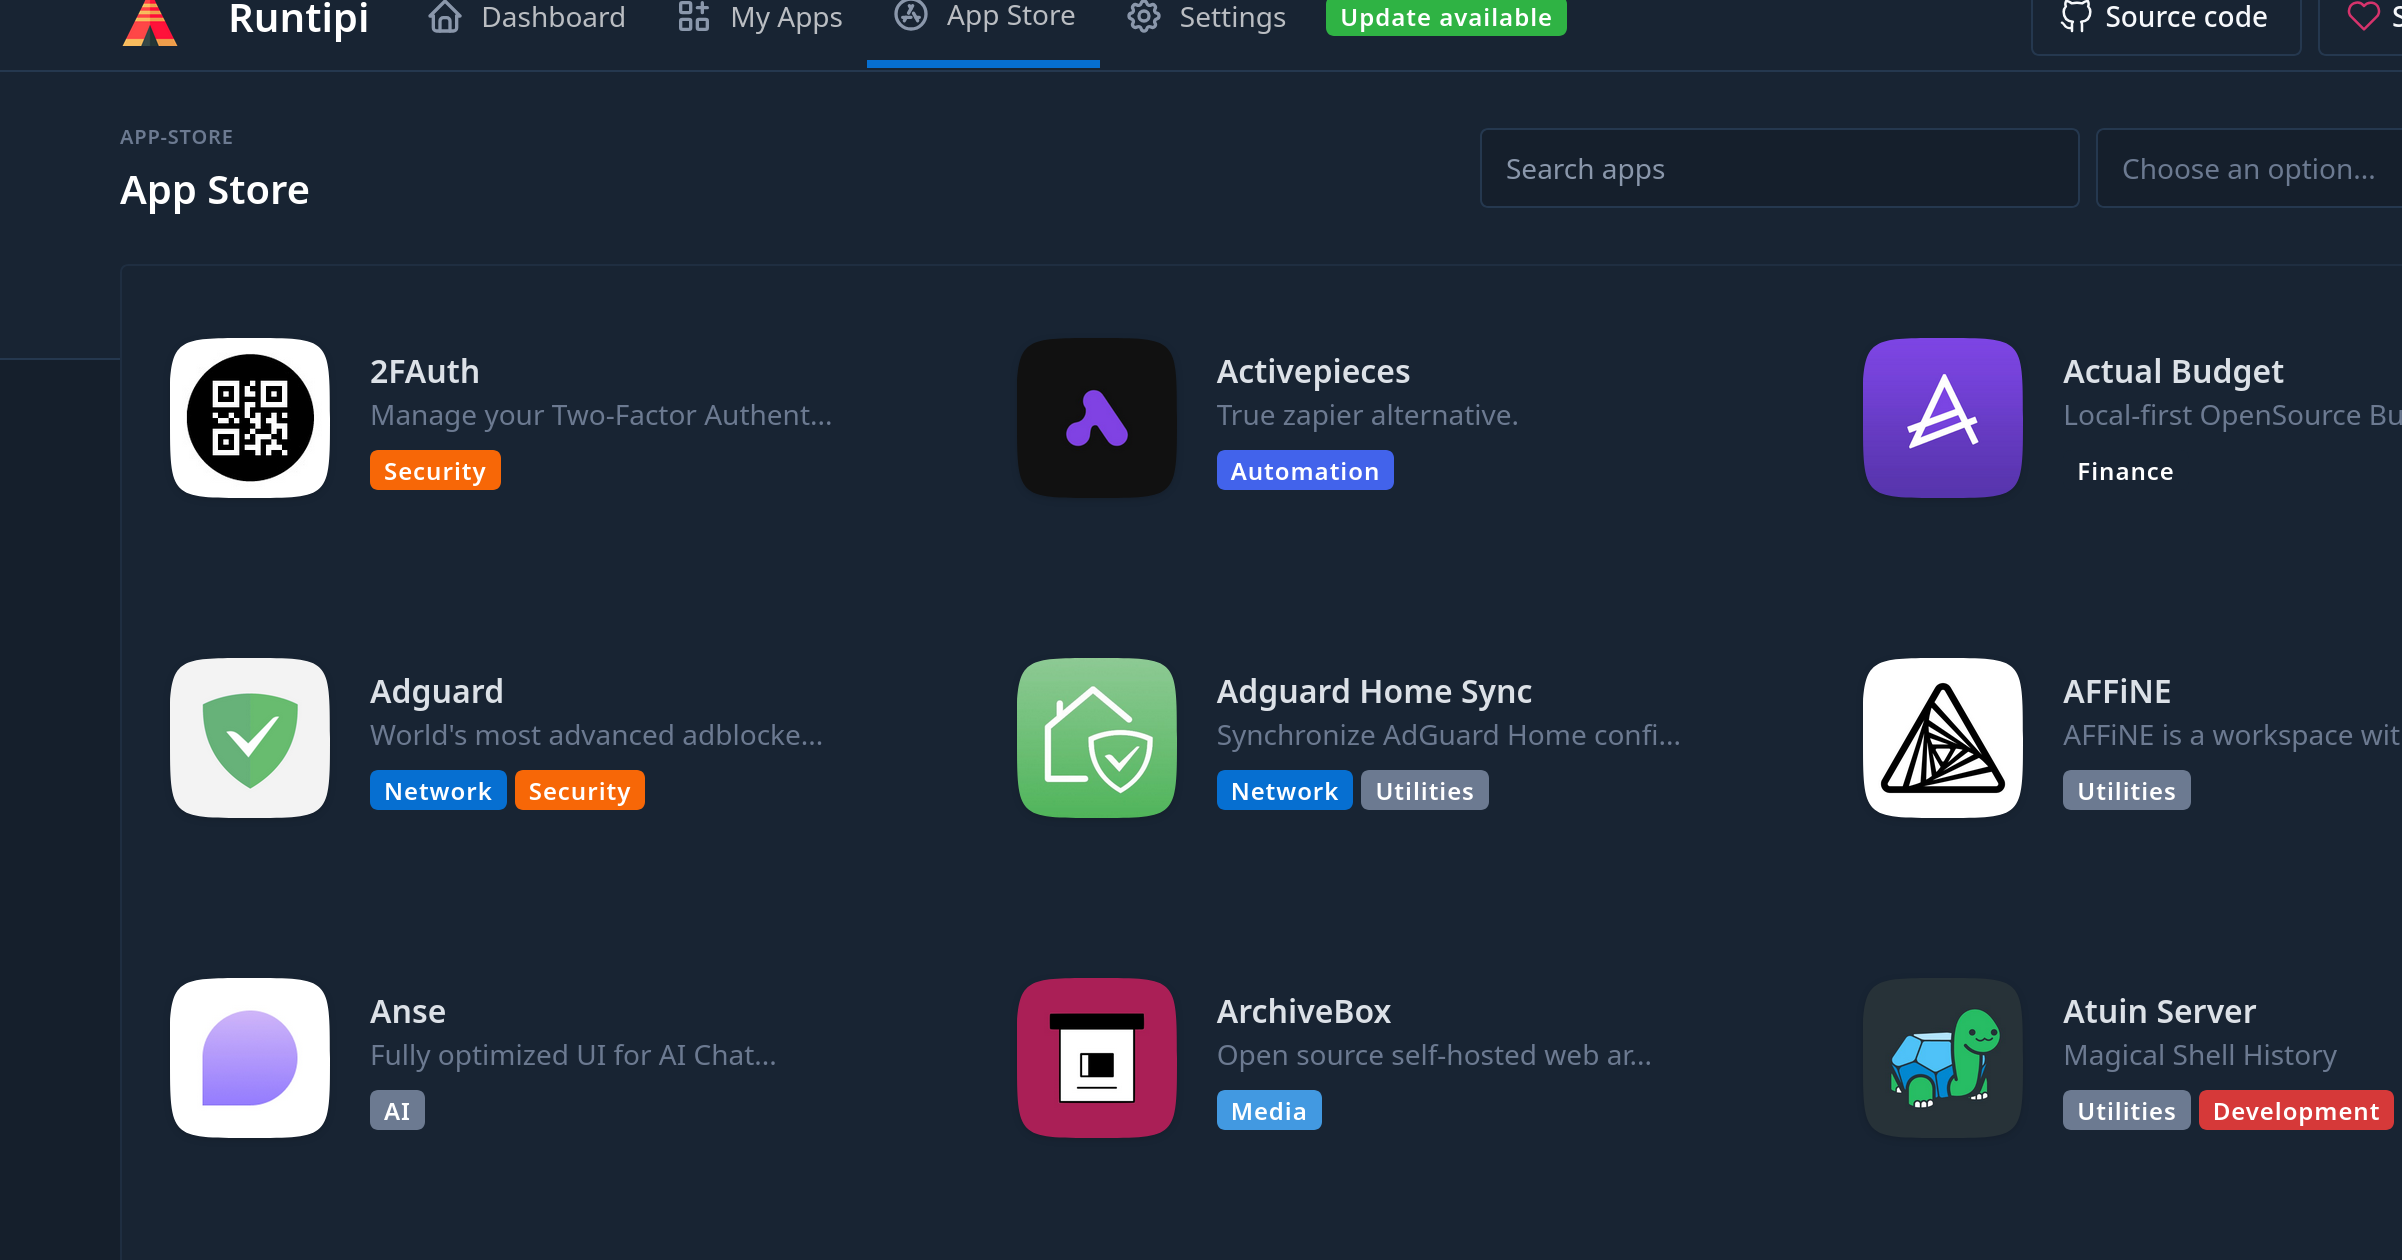 Runtipi
Dashboard
My Apps
App Store
Settings
Update available
Source code
S
APP-STORE
App Store
Search apps
Choose an option...
2FAuth
Manage your Two-Factor Authent...
Security
Activepieces
True zapier alternative.
Automation
Actual Budget
Local-first OpenSource Bu
Finance
Adguard
World's most advanced adblocke...
Network Security
Adguard Home Sync
Synchronize AdGuard Home confi...
Network Utilities
AFFiNE
AFFiNE is a workspace wit
Utilities
Anse
Fully optimized UI for AI Chat...
AI
ArchiveBox
Open source self-hosted web ar...
Media
Atuin Server
Magical Shell History
Utilities Development